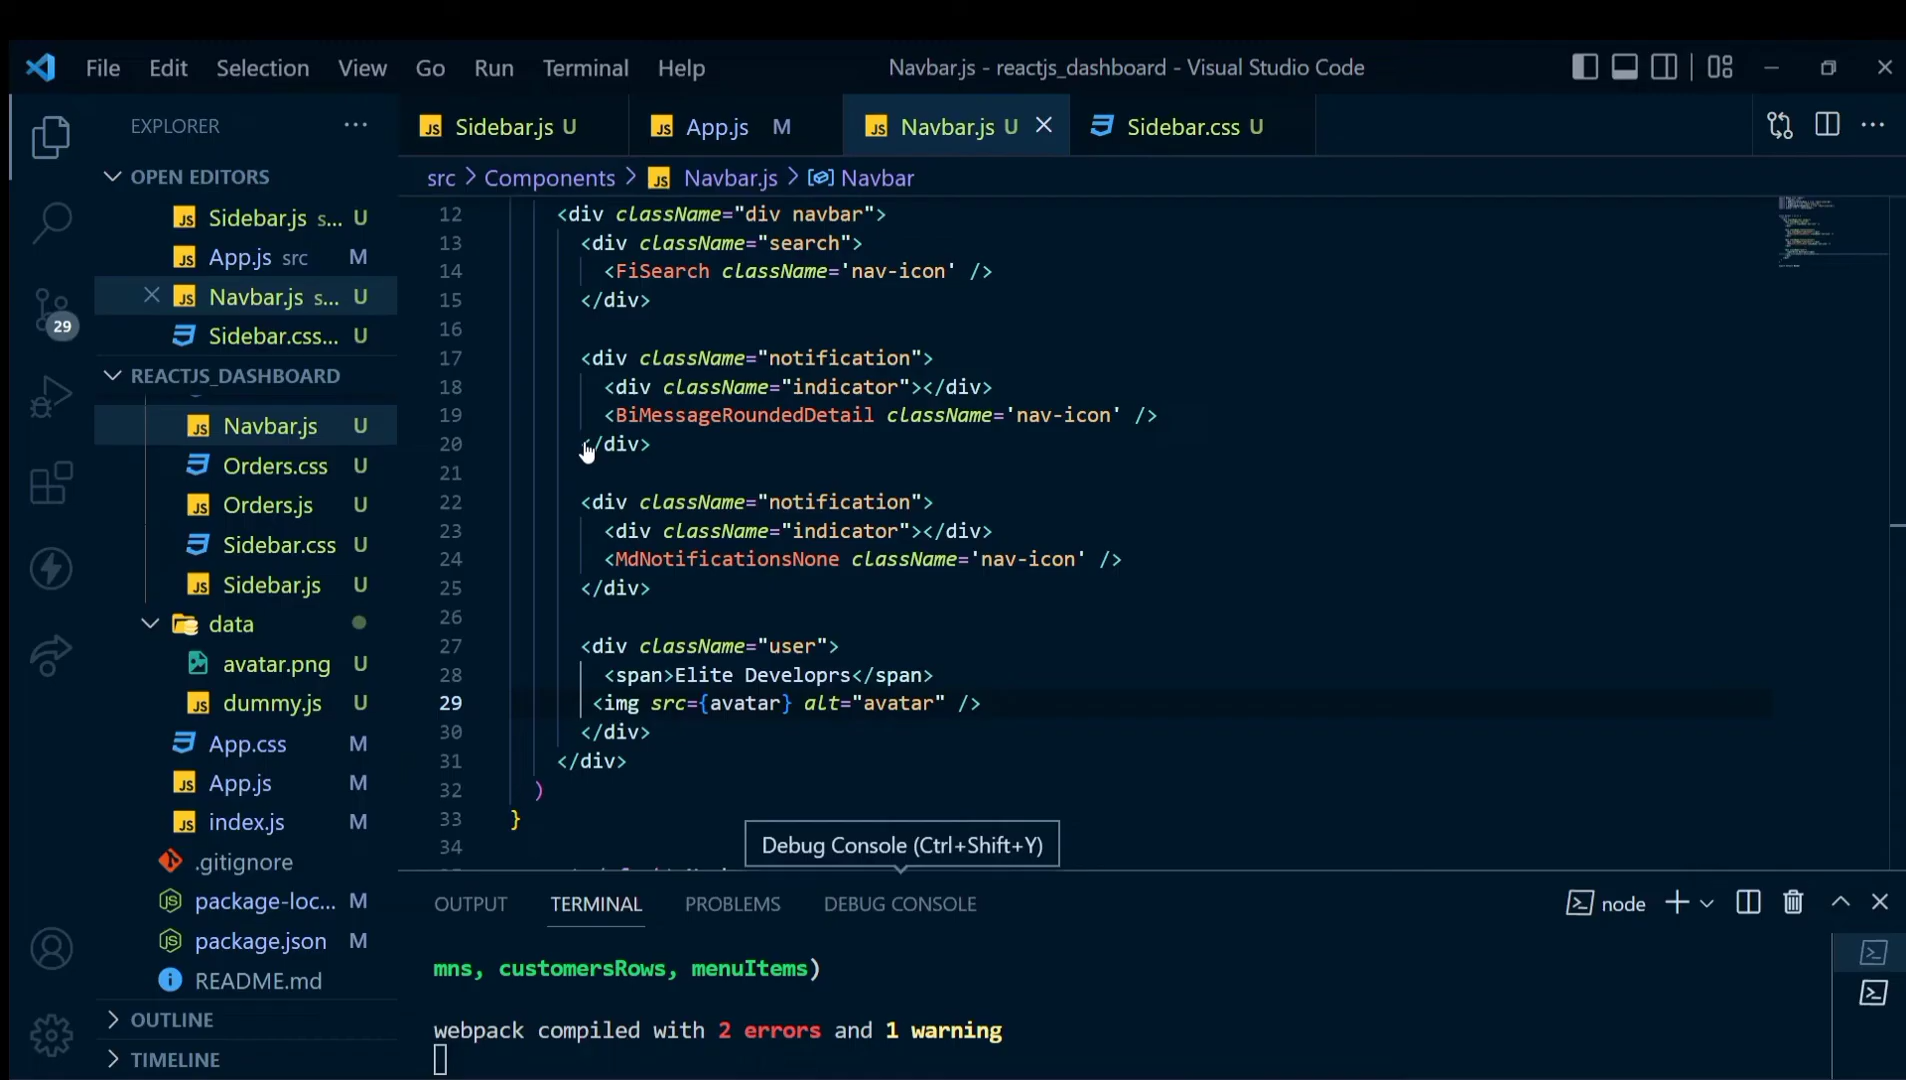 File Edit Selection View Go Run Terminal Help Navbar.js - reactjs_dashboard - Visual Studio Code
EXPLORER
Sidebar.js U App.js M Navbar.js U Sidebar.css U
OPEN EDITORS
Sidebar.js s... U
App.js src M
Navbar.js s... U
Sidebar.css... U
REACTJS_DASHBOARD
Navbar.js U
Orders.css U
Orders.js U
Sidebar.css U
Sidebar.js U
data
avatar.png U
dummy.js U
App.css M
App.js M
index.js M
.gitignore
package-loc... M
package.json M
README.md
OUTLINE
TIMELINE
29
src > Components > Navbar.js > Navbar
12 <div className="div navbar">
13 <div className="search">
14 <FiSearch className='nav-icon' />
15 </div>
16
17 <div className="notification">
18 <div className="indicator"></div>
19 <BiMessageRoundedDetail className='nav-icon' />
20 </div>
21
22 <div className="notification">
23 <div className="indicator"></div>
24 <MdNotificationsNone className='nav-icon' />
25 </div>
26
27 <div className="user">
28 <span>Elite Developrs</span>
29 <img src={avatar} alt="avatar" />
30 </div>
31 </div>
32 )
33 }
34
Debug Console (Ctrl+Shift+Y)
OUTPUT TERMINAL PROBLEMS DEBUG CONSOLE node
mns, customersRows, menuItems)
webpack compiled with 2 errors and 1 warning